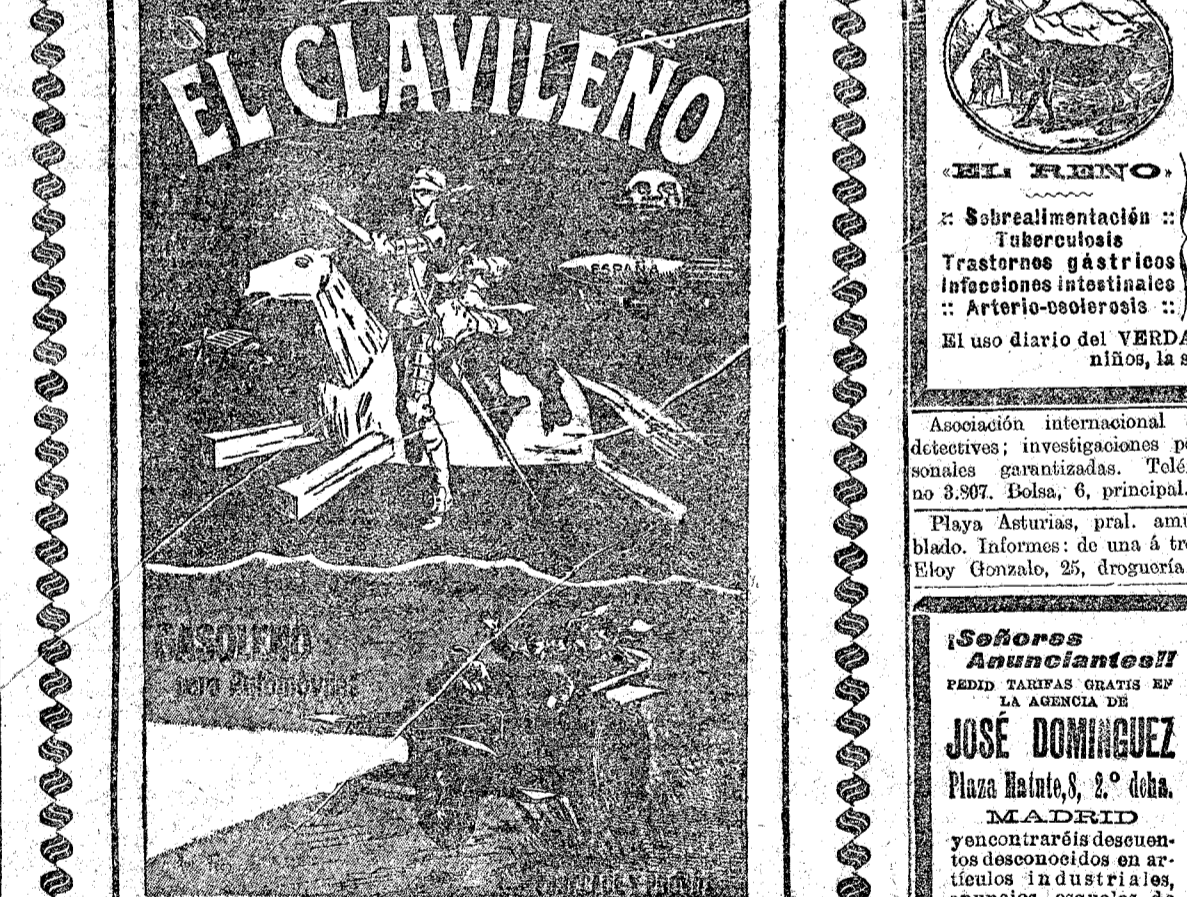 EL CLAVILEÑO
ESPAÑA
para Automóviles
«EL RENO»
:: Sobrealimentación ::
Tuberculosis
Trastornos gástricos
Infecciones intestinales
:: Arterio-esclerosis ::
El uso diario del VERDA
niños, la s
Asociación internacional
detectives; investigaciones pe
sonales garantizadas. Telé
no 3.807. Bolsa, 6, principal.
Playa Asturias, pral. amu
blado. Informes: de una á tre
Eloy Gonzalo, 25, droguería
¡Señores
Anunciantes!!
PEDID TARIFAS GRATIS EN
LA AGENCIA DE
JOSÉ DOMINGUEZ
Plaza Matute, 8, 2.º dcha.
MADRID
y encontraréis descuen-
tos desconocidos en ar-
tículos industriales,